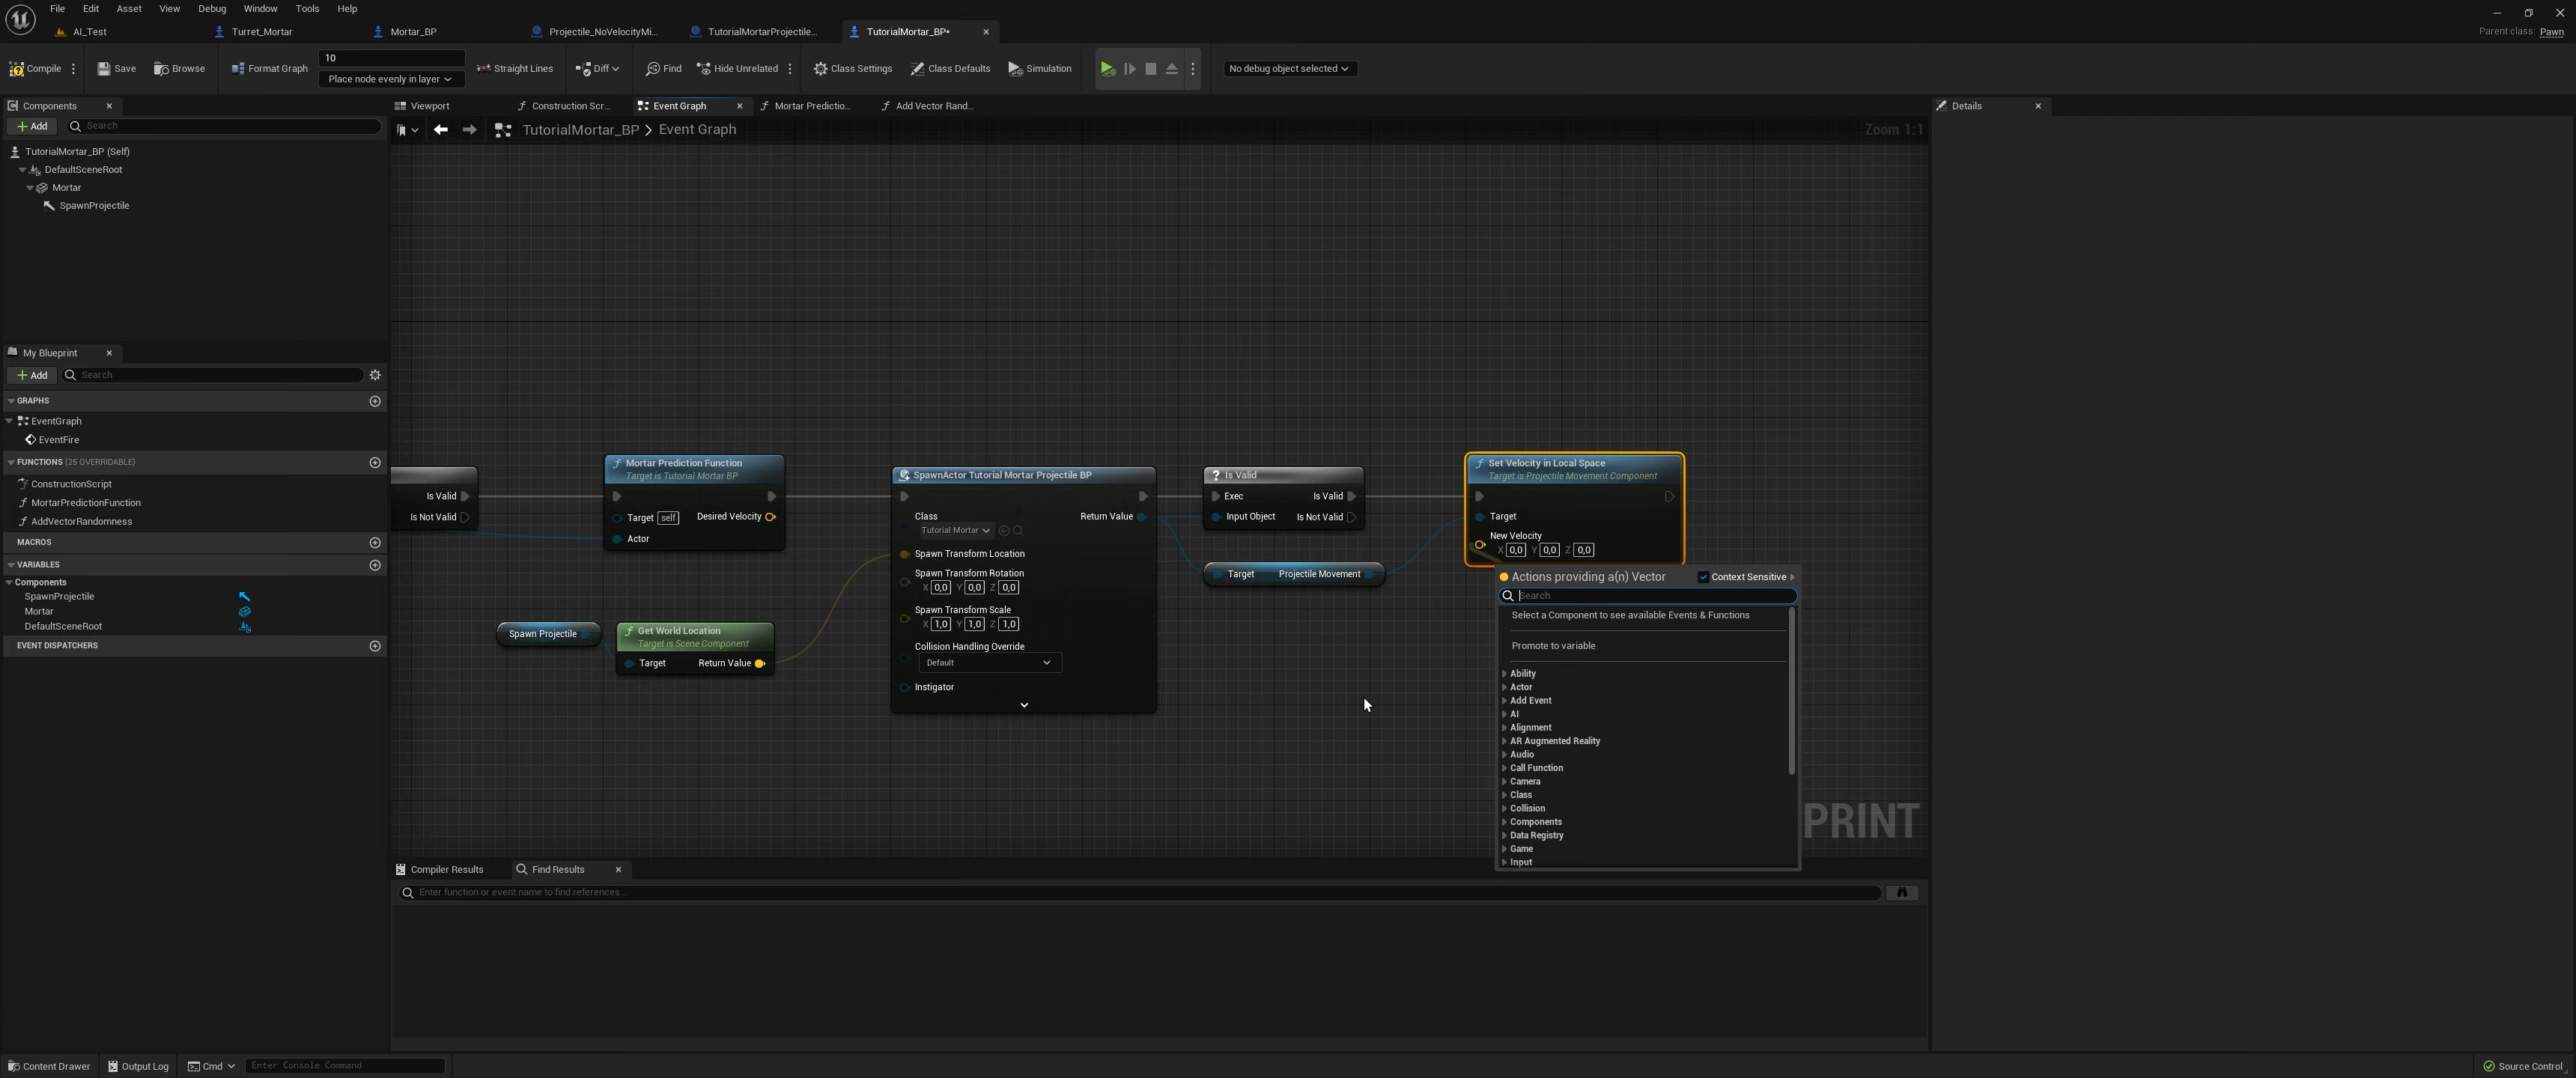 File Edit Asset View Debug Window Tools Help
AI_Test Turret_Mortar Mortar_BP Projectile_NoVelocityMi... TutorialMortarProjectile... TutorialMortar_BP*
Parent class: Pawn
Compile Save Browse Format Graph 10 Straight Lines Diff Find Hide Unrelated Class Settings Class Defaults Simulation No debug object selected
Place node evenly in layer
Components
Add Search
TutorialMortar_BP (Self)
DefaultSceneRoot
Mortar
SpawnProjectile
My Blueprint
Add Search
GRAPHS
EventGraph
EventFire
FUNCTIONS (25 OVERRIDABLE)
ConstructionScript
MortarPredictionFunction
AddVectorRandomness
MACROS
VARIABLES
Components
SpawnProjectile
Mortar
DefaultSceneRoot
EVENT DISPATCHERS
Viewport Construction Scr... Event Graph Mortar Predictio... Add Vector Rand...
TutorialMortar_BP > Event Graph
Zoom 1:1
Is Valid
Is Not Valid
Mortar Prediction Function
Target is Tutorial Mortar BP
Target self Desired Velocity
Actor
Spawn Projectile
Get World Location
Target is Scene Component
Target Return Value
SpawnActor Tutorial Mortar Projectile BP
Class Return Value
Tutorial Mortar
Spawn Transform Location
Spawn Transform Rotation
X 0,0 Y 0,0 Z 0,0
Spawn Transform Scale
X 1,0 Y 1,0 Z 1,0
Collision Handling Override
Default
Instigator
Is Valid
Exec Is Valid
Input Object Is Not Valid
Target Projectile Movement
Set Velocity in Local Space
Target is Projectile Movement Component
Target
New Velocity
X 0,0 Y 0,0 Z 0,0
Actions providing a(n) Vector Context Sensitive
Search
Select a Component to see available Events & Functions
Promote to variable
Ability
Actor
Add Event
AI
Alignment
AR Augmented Reality
Audio
Call Function
Camera
Class
Collision
Components
Data Registry
Game
Input
PRINT
Compiler Results Find Results
Enter function or event name to find references...
Details
Content Drawer Output Log Cmd Enter Console Command
Source Control